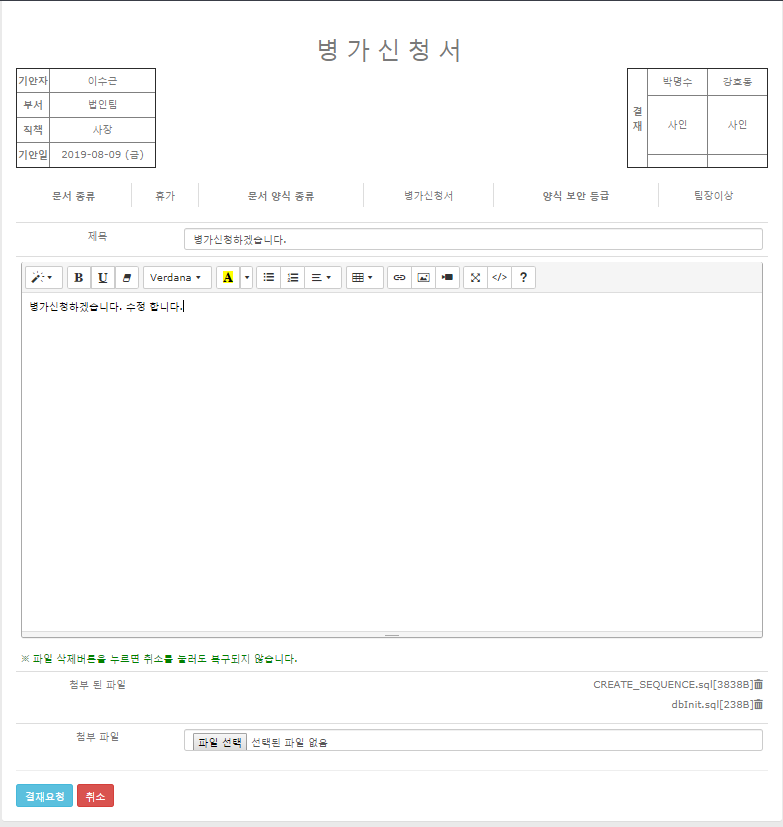 병가신청서
기안자 이수근
부서 법인팀
직책 사장
기안일 2019-08-09 (금)
결재 박명수 강호동
사인 사인
문서 종류 휴가 문서 양식 종류 병가신청서 양식 보안 등급 팀장이상
제목 병가신청하겠습니다.
B U Verdana A </> ?
병가신청하겠습니다. 수정 합니다.
※ 파일 삭제버튼을 누르면 취소를 눌러도 복구되지 않습니다.
첨부 된 파일 CREATE_SEQUENCE.sql[3838B]
dbInit.sql[238B]
첨부 파일 파일 선택 선택된 파일 없음
결재요청 취소